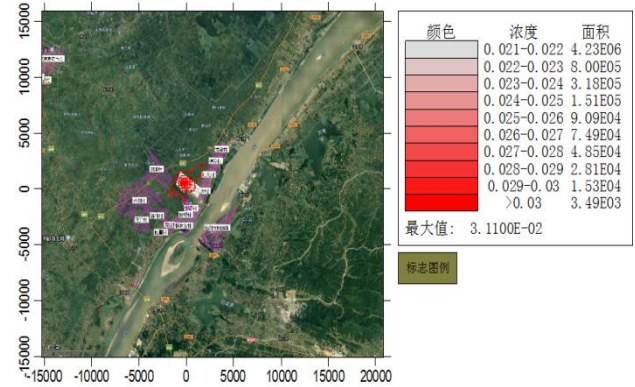 颜色 浓度 面积
0.021-0.022 4.23E06
0.022-0.023 8.00E05
0.023-0.024 3.18E05
0.024-0.025 1.51E05
0.025-0.026 9.09E04
0.026-0.027 7.49E04
0.027-0.028 4.85E04
0.028-0.029 2.81E04
0.029-0.03 1.53E04
>0.03 3.49E03
最大值: 3.1100E-02
标志图例
15000
10000
5000
0
-5000
-10000
-15000
-15000 -10000 -5000 0 5000 10000 15000 20000